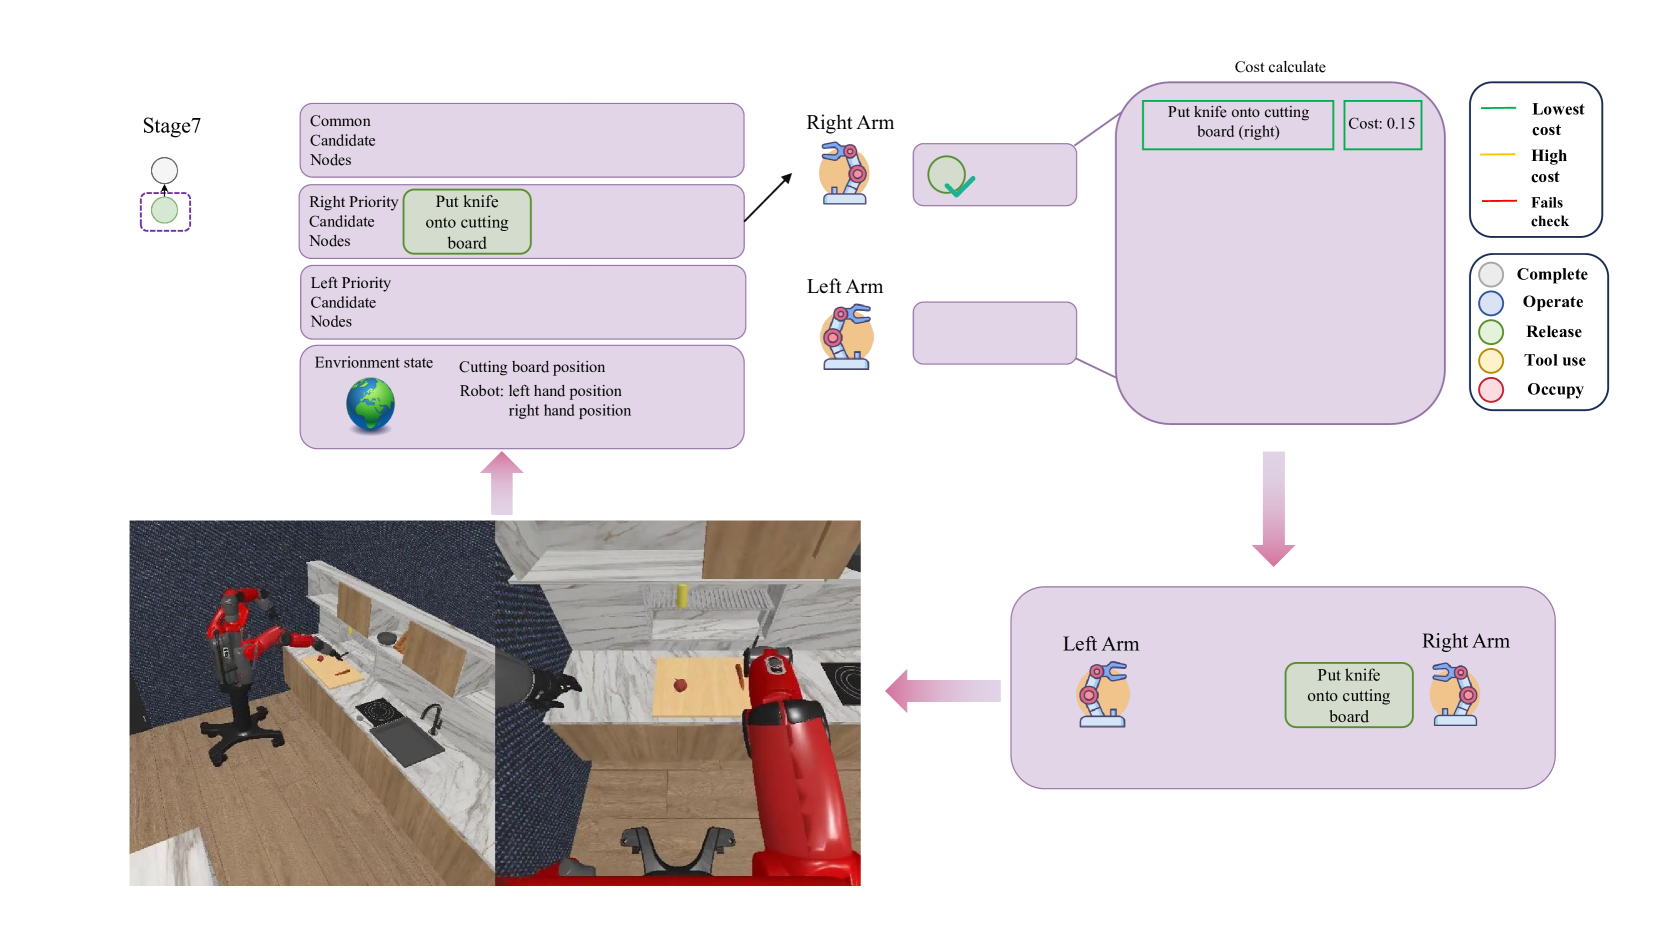 Stage7
Common
Candidate
Nodes
Right Priority
Candidate
Nodes
Put knife
onto cutting
board
Left Priority
Candidate
Nodes
Envrionment state
Cutting board position
Robot: left hand position
right hand position
Right Arm
Left Arm
Cost calculate
Put knife onto cutting
board (right)
Cost: 0.15
Lowest
cost
High
cost
Fails
check
Complete
Operate
Release
Tool use
Occupy
Left Arm
Put knife
onto cutting
board
Right Arm